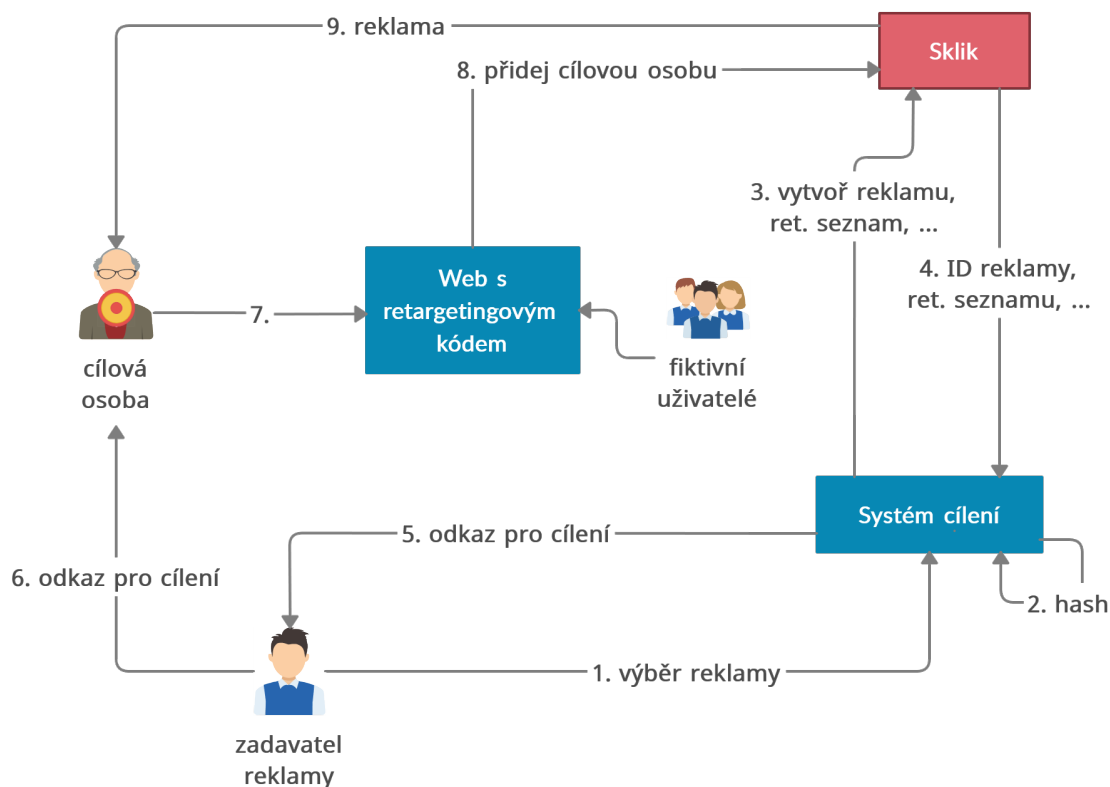 9. reklama
Sklik
8. přidej cílovou osobu
3. vytvoř reklamu,
ret. seznam, ...
4. ID reklamy,
ret. seznamu, ...
Web s
retargetingovým
kódem
7.
cílová
osoba
fiktivní
uživatelé
Systém cílení
5. odkaz pro cílení
6. odkaz pro cílení
2. hash
1. výběr reklamy
zadavatel
reklamy